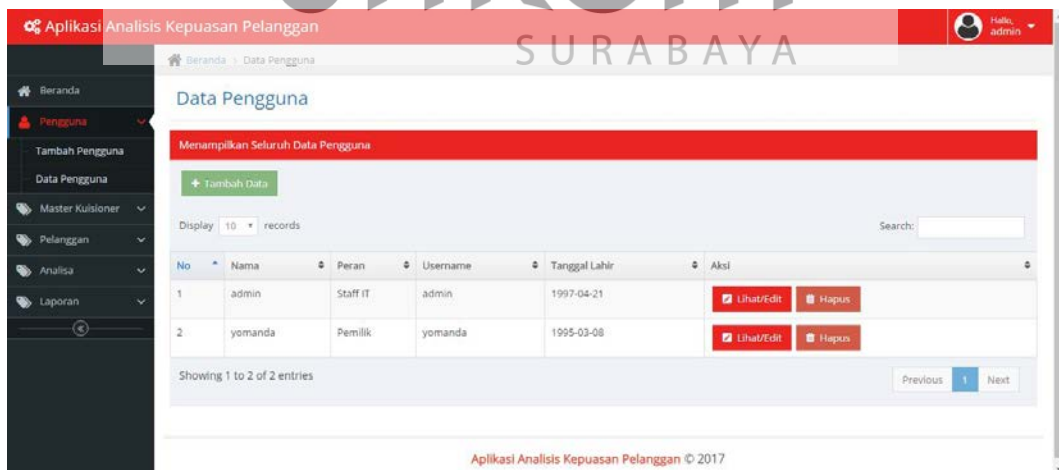 Aplikasi Analisis Kepuasan Pelanggan
Hallo,
admin
SURABAYA
Beranda > Data Pengguna
Beranda
Pengguna
Tambah Pengguna
Data Pengguna
Master Kuisioner
Pelanggan
Analisa
Laporan
Data Pengguna
Menampilkan Seluruh Data Pengguna
+ Tambah Data
Display 10 records
Search:
No Nama Peran Username Tanggal Lahir Aksi
1 admin Staff IT admin 1997-04-21 Lihat/Edit Hapus
2 yomanda Pemilik yomanda 1995-03-08 Lihat/Edit Hapus
Showing 1 to 2 of 2 entries
Previous 1 Next
Aplikasi Analisis Kepuasan Pelanggan © 2017